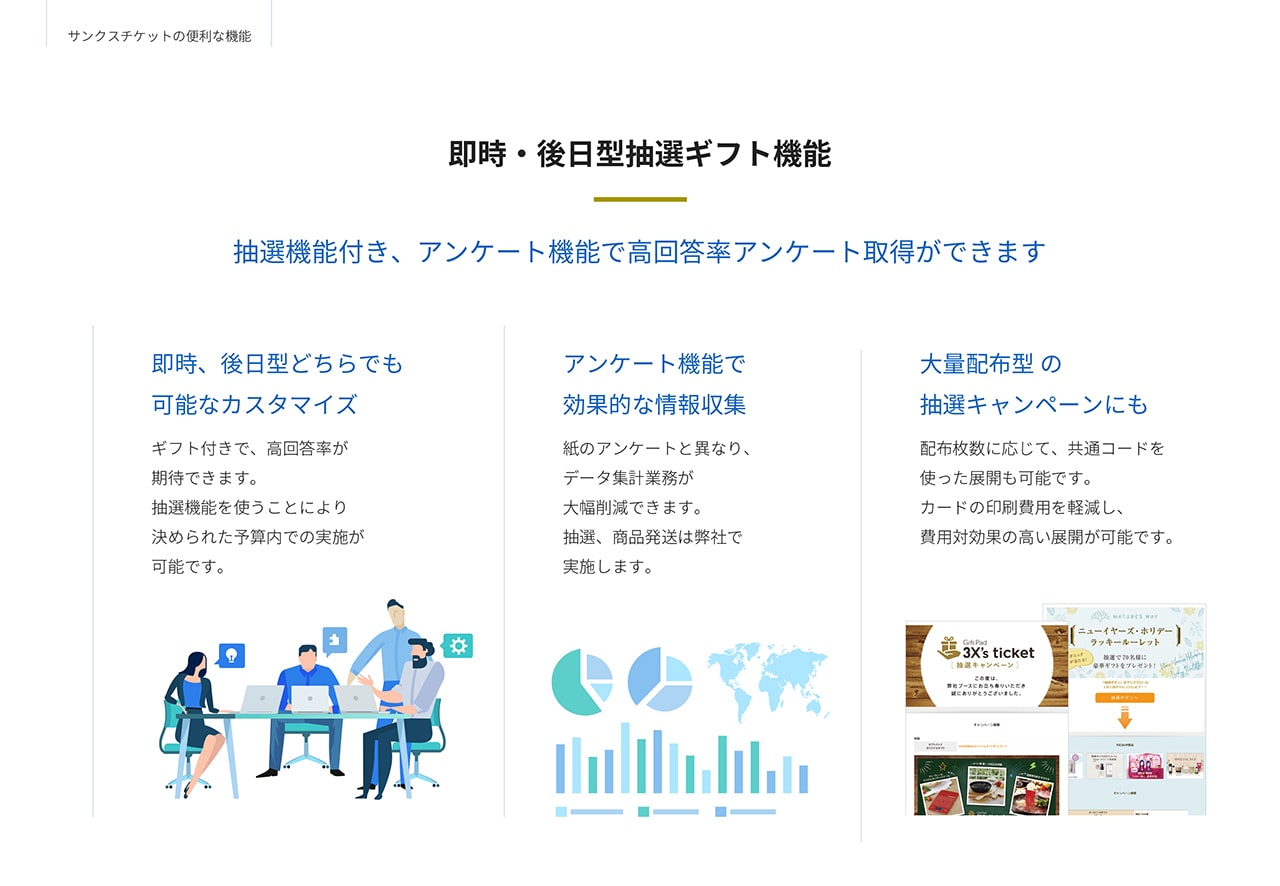 サンクスチケットの便利な機能
即時・後日型抽選ギフト機能
抽選機能付き、アンケート機能で高回答率アンケート取得ができます
即時、後日型どちらでも
可能なカスタマイズ
ギフト付きで、高回答率が
期待できます。
抽選機能を使うことにより
決められた予算内での実施が
可能です。
アンケート機能で
効果的な情報収集
紙のアンケートと異なり、
データ集計業務が
大幅削減できます。
抽選、商品発送は弊社で
実施します。
大量配布型 の
抽選キャンペーンにも
配布枚数に応じて、共通コードを
使った展開も可能です。
カードの印刷費用を軽減し、
費用対効果の高い展開が可能です。
Gift Pad
3X's ticket
抽選キャンペーン
この度は、
弊社ブースにお立ち寄りいただき
誠にありがとうございました。
キャンペーン概要
NATURE'S WAY
ニューイヤーズ・ホリデー
ラッキールーレット
抽選で70名様に
豪華ギフトをプレゼント!
キャンペーン概要